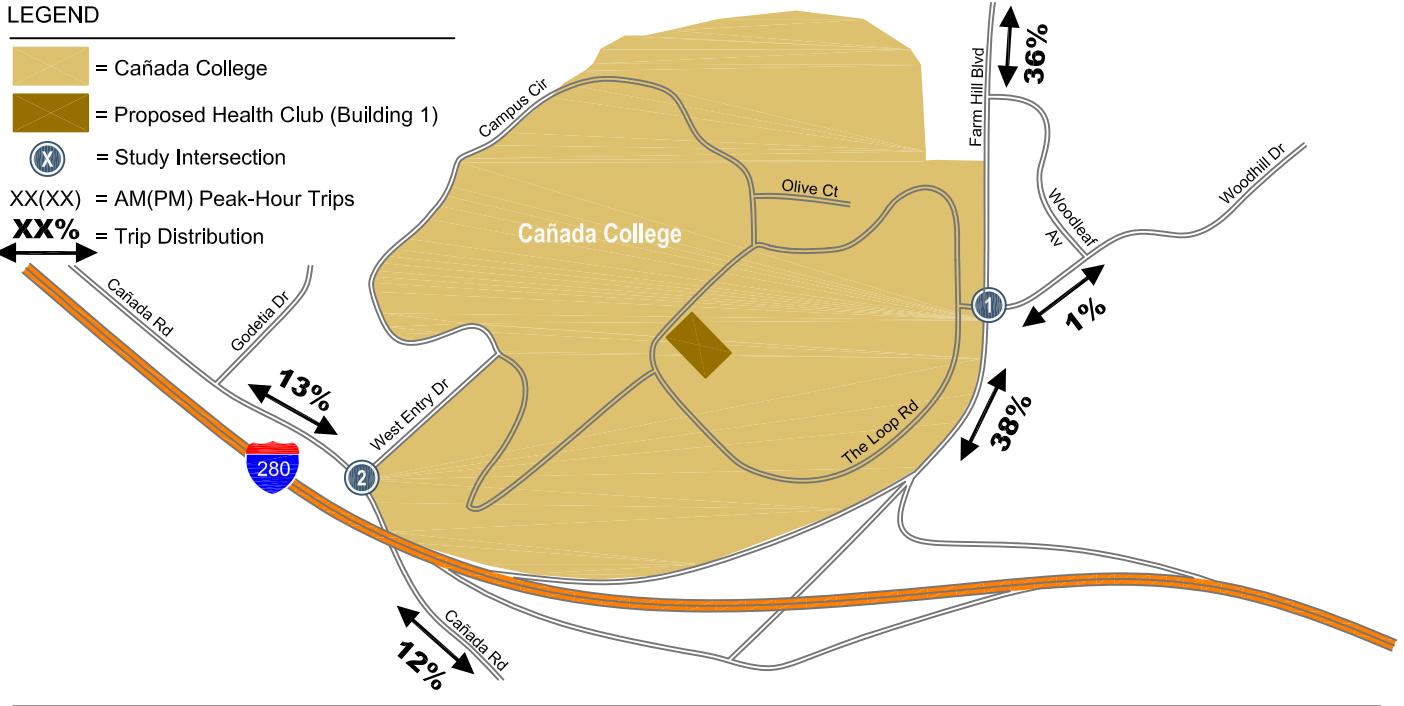 LEGEND
= Cañada College
= Proposed Health Club (Building 1)
X = Study Intersection
XX(XX) = AM(PM) Peak-Hour Trips
XX% = Trip Distribution
36%
Farm Hill Blvd
Campus Cir
Woodhill Dr
Olive Ct
Woodleaf
Av
Cañada College
Cañada Rd
Godetia Dr
1
1%
13%
West Entry Dr
38%
The Loop Rd
280
2
Cañada Rd
12%